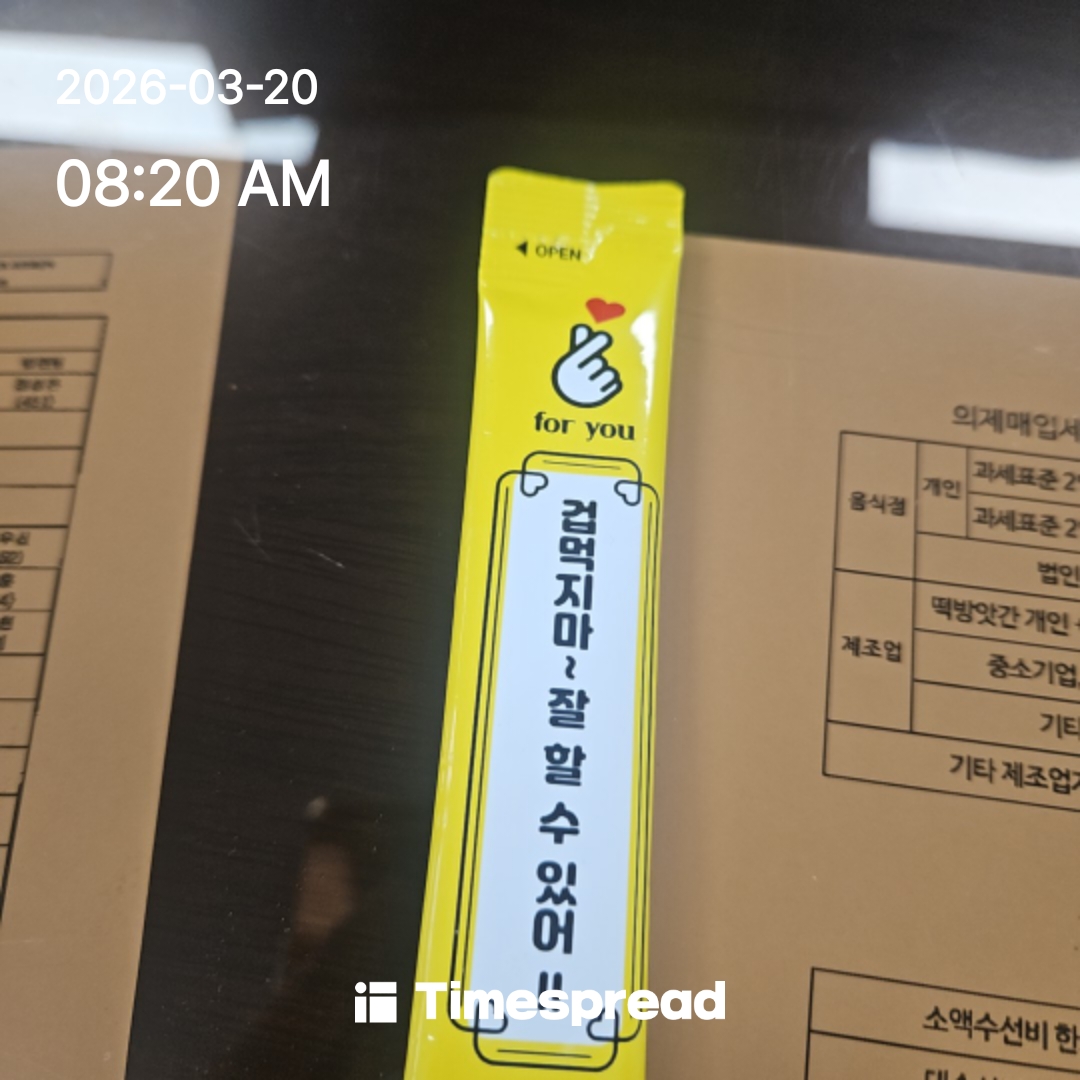 2026-03-20
08:20 AM
◀ OPEN
for you
겁먹지마~잘 할 수 있어!!
의제매입세
음식점
개인
과세표준 2
과세표준 2
법인
제조업
떡방앗간 개인
중소기업
기타
기타 제조업
소액수선비 한
Timespread